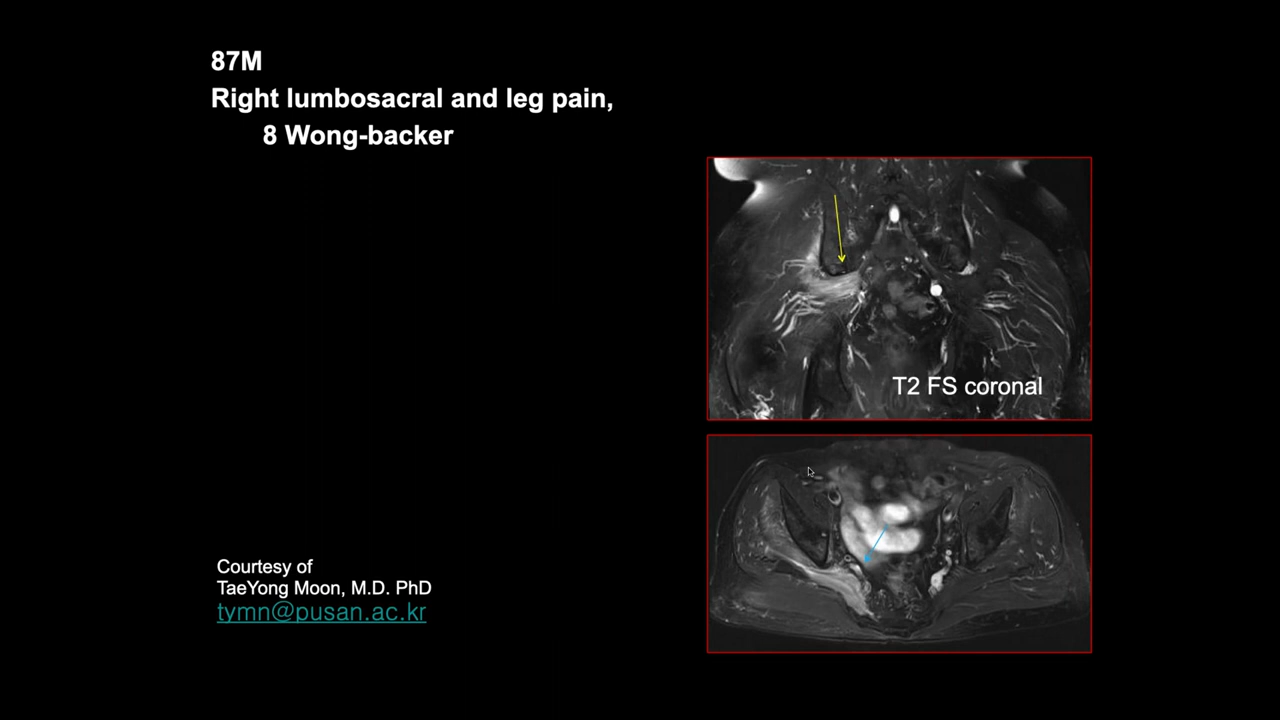 87M
Right lumbosacral and leg pain,
8 Wong-backer
T2 FS coronal
Courtesy of
TaeYong Moon, M.D. PhD
tymn@pusan.ac.kr